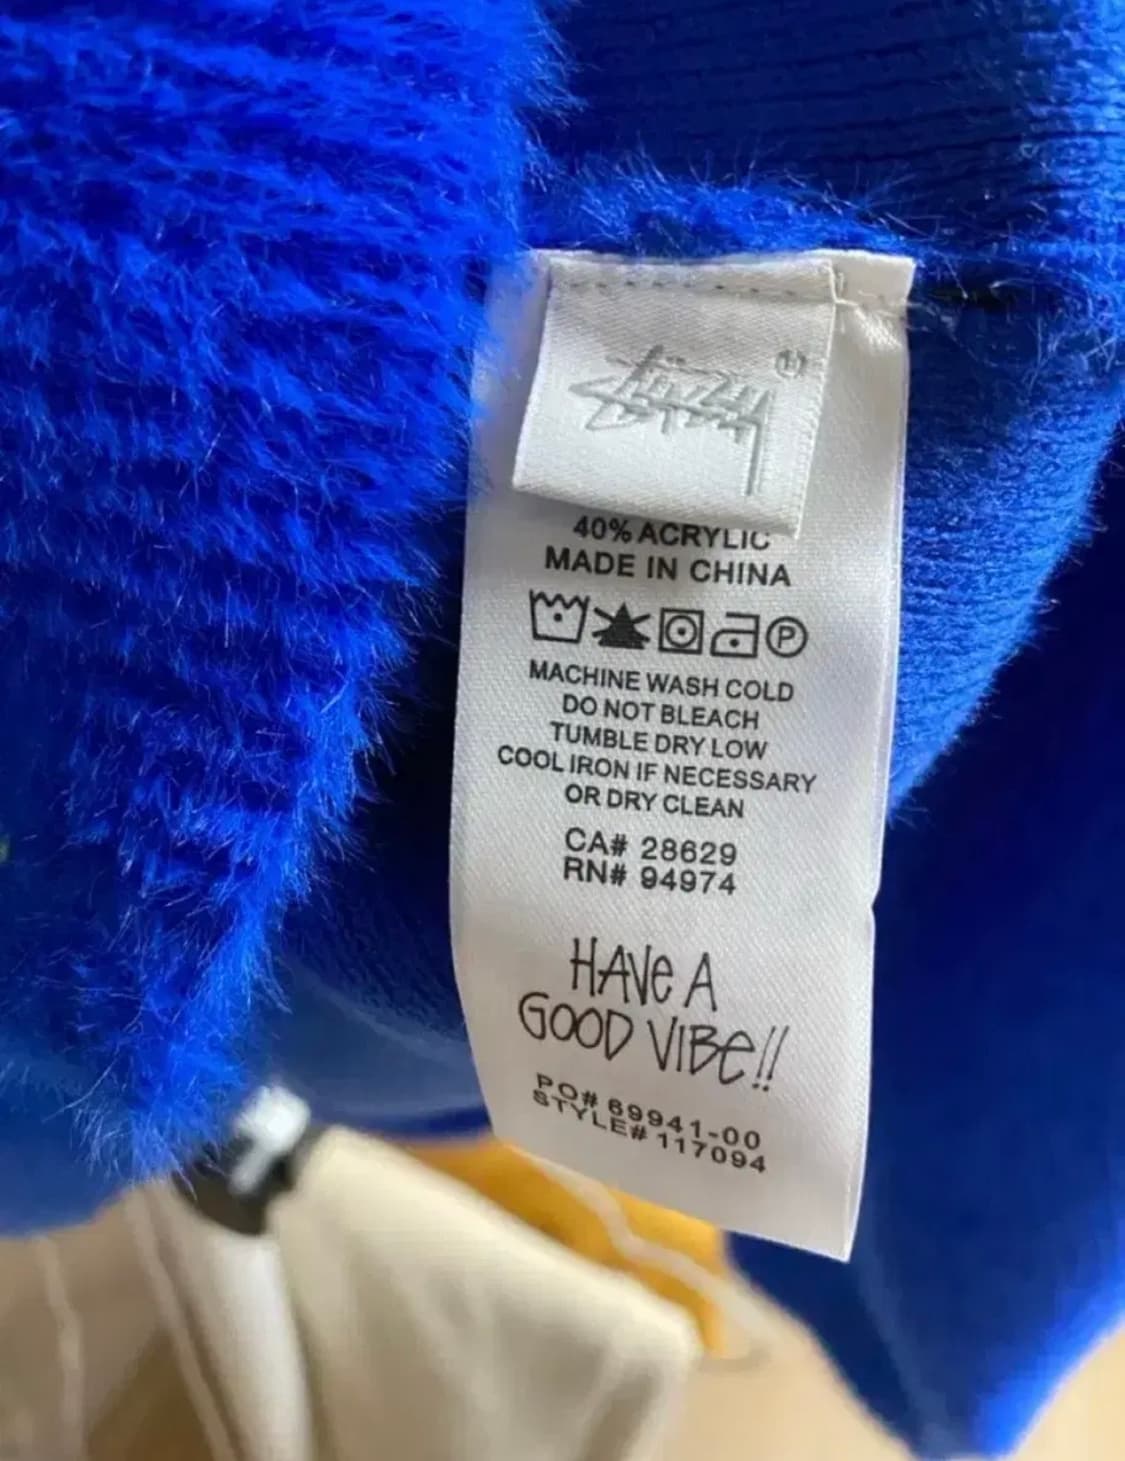 Stüssy ®
40% ACRYLIC
MADE IN CHINA
P
MACHINE WASH COLD
DO NOT BLEACH
TUMBLE DRY LOW
COOL IRON IF NECESSARY
OR DRY CLEAN
CA# 28629
RN# 94974
HAVe A
GOOD VIBe!!
PO# 69941-00
STYLE# 117094